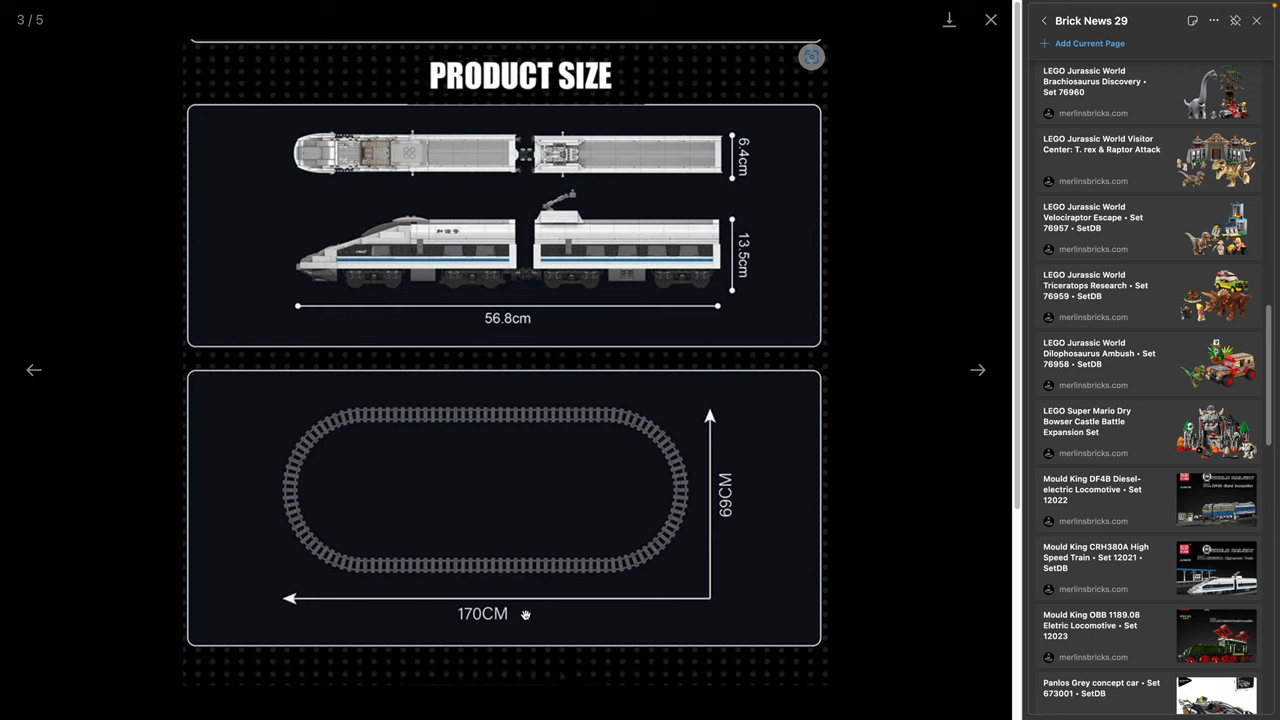 3 / 5
PRODUCT SIZE
6.4cm
13.5cm
56.8cm
69CM
170CM
Brick News 29
Add Current Page
LEGO Jurassic World
Brachiosaurus Discovery •
Set 76960
merlinsbricks.com
LEGO Jurassic World Visitor
Center: T. rex & Raptor Attack
merlinsbricks.com
LEGO Jurassic World
Velociraptor Escape • Set
76957 • SetDB
merlinsbricks.com
LEGO Jurassic World
Triceratops Research • Set
76959 • SetDB
merlinsbricks.com
LEGO Jurassic World
Dilophosaurus Ambush • Set
76958 • SetDB
merlinsbricks.com
LEGO Super Mario Dry
Bowser Castle Battle
Expansion Set
merlinsbricks.com
Mould King DF4B Diesel-
electric Locomotive • Set
12022
merlinsbricks.com
Mould King CRH380A High
Speed Train • Set 12021 •
SetDB
merlinsbricks.com
Mould King OBB 1189.08
Eletric Locomotive • Set
12023
merlinsbricks.com
Panlos Grey concept car • Set
673001 • SetDB